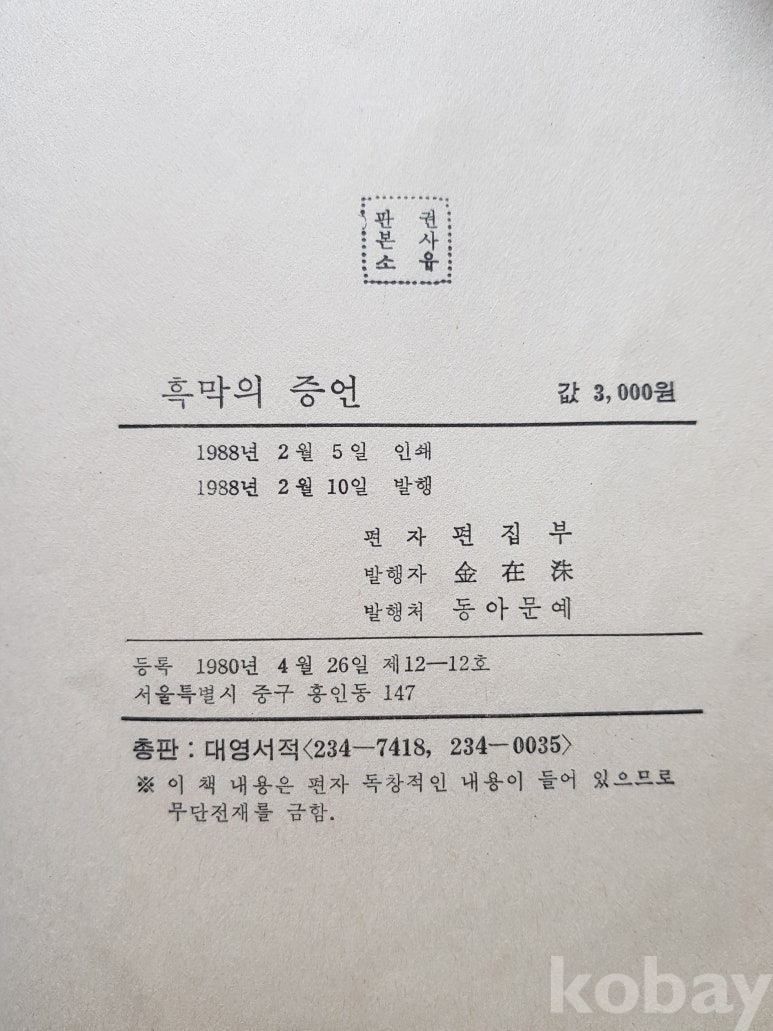 판 권
본 사
소 유
흑막의 증언 값 3,000원
1988년 2월 5일 인쇄
1988년 2월 10일 발행
편 자 편 집 부
발행자 金 在 洙
발행처 동아문예
등록 1980년 4월 26일 제12—12호
서울특별시 중구 흥인동 147
총판 : 대영서적<234—7418, 234—0035>
※ 이 책 내용은 편자 독창적인 내용이 들어 있으므로
무단전재를 금함.
kobay